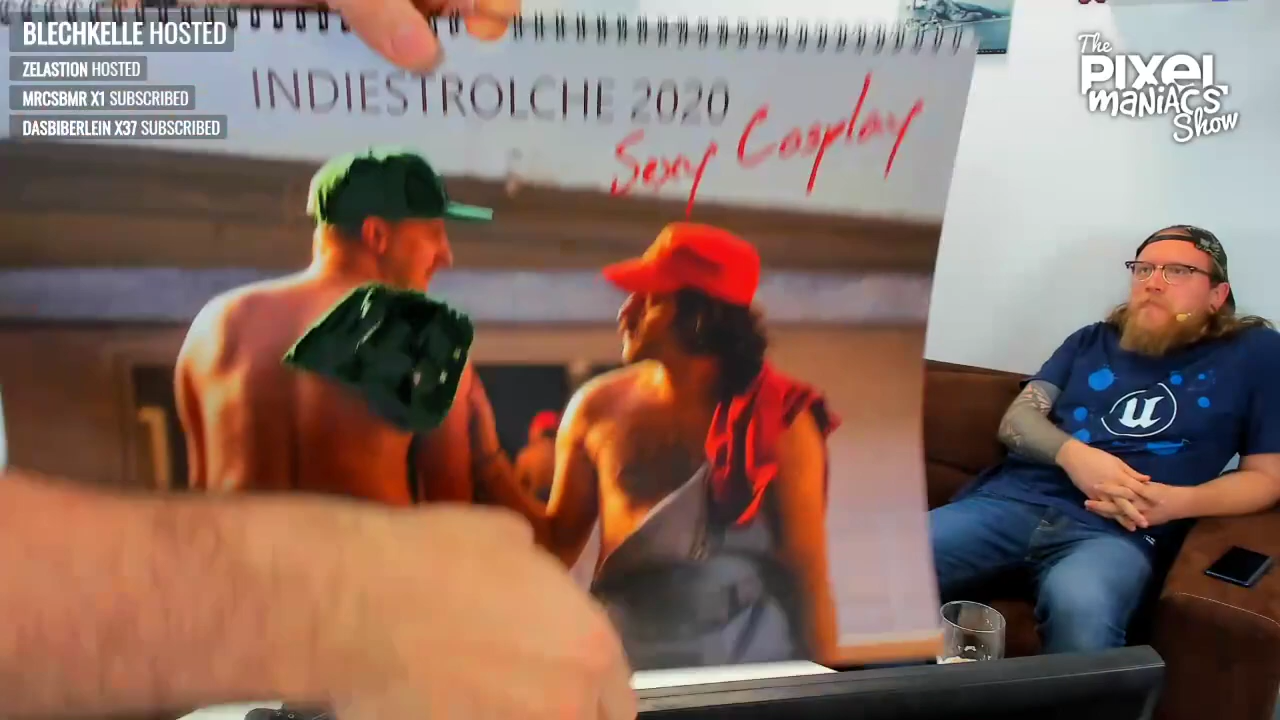 BLECHKELLE HOSTED
ZELASTION HOSTED
MRCSBMR X1 SUBSCRIBED
DASBIBERLEIN X37 SUBSCRIBED
INDIESTROLCHE 2020
Sexy Cosplay
The
PIXEL
MANIACS
Show